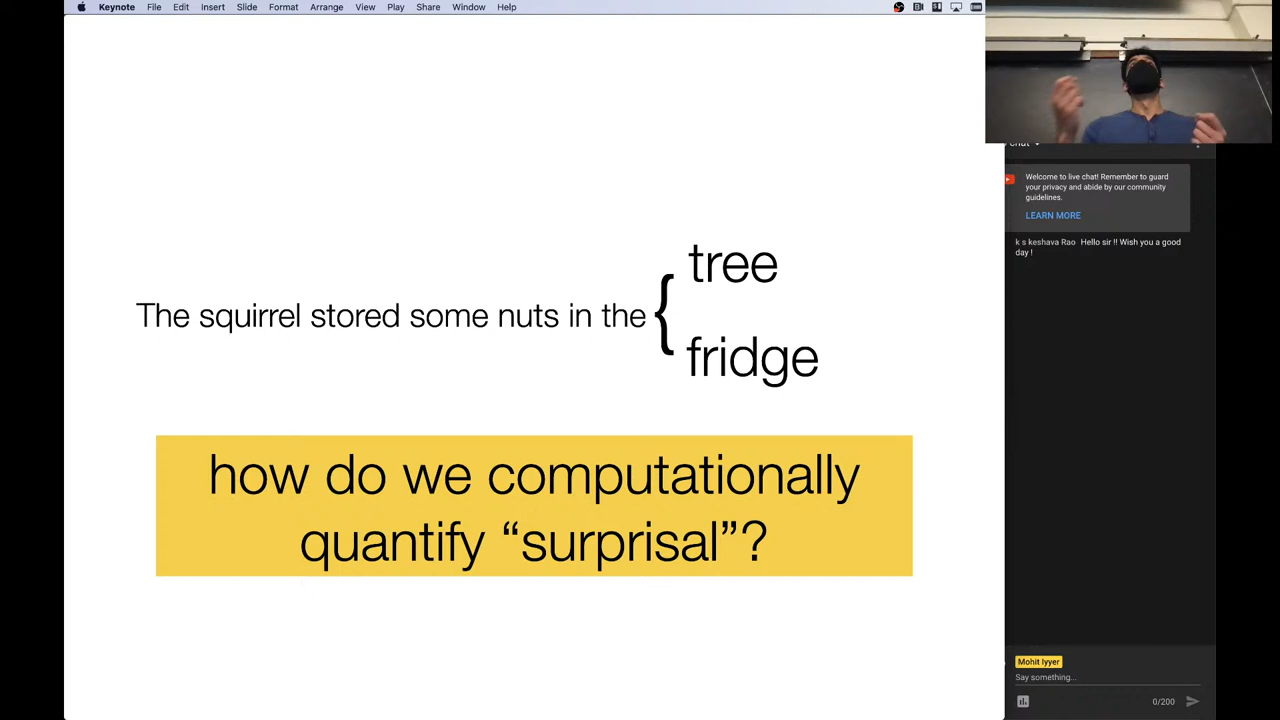 Keynote File Edit Insert Slide Format Arrange View Play Share Window Help
The squirrel stored some nuts in the { tree
fridge
how do we computationally
quantify “surprisal”?
Welcome to live chat! Remember to guard
your privacy and abide by our community
guidelines.
LEARN MORE
k s keshava Rao Hello sir !! Wish you a good
day !
Mohit Iyyer
Say something...
0/200